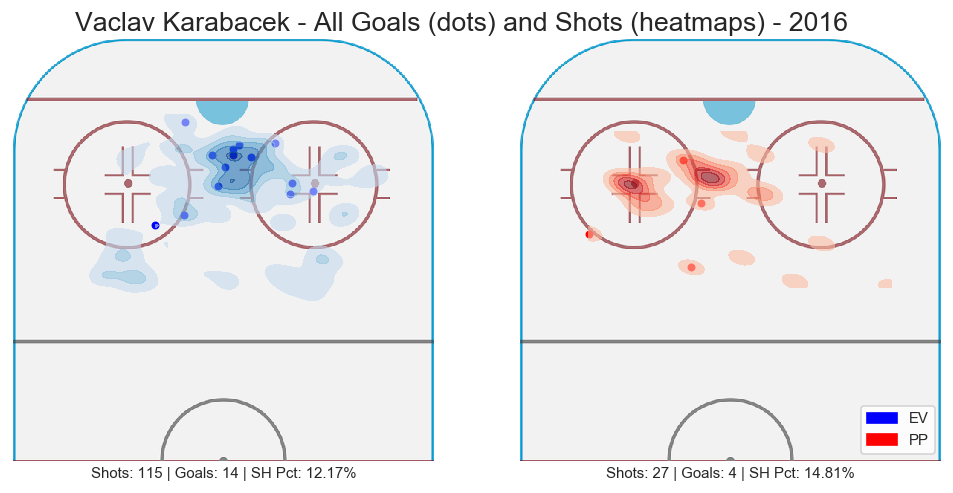 Vaclav Karabacek - All Goals (dots) and Shots (heatmaps) - 2016
EV
PP
Shots: 115 | Goals: 14 | SH Pct: 12.17%
Shots: 27 | Goals: 4 | SH Pct: 14.81%